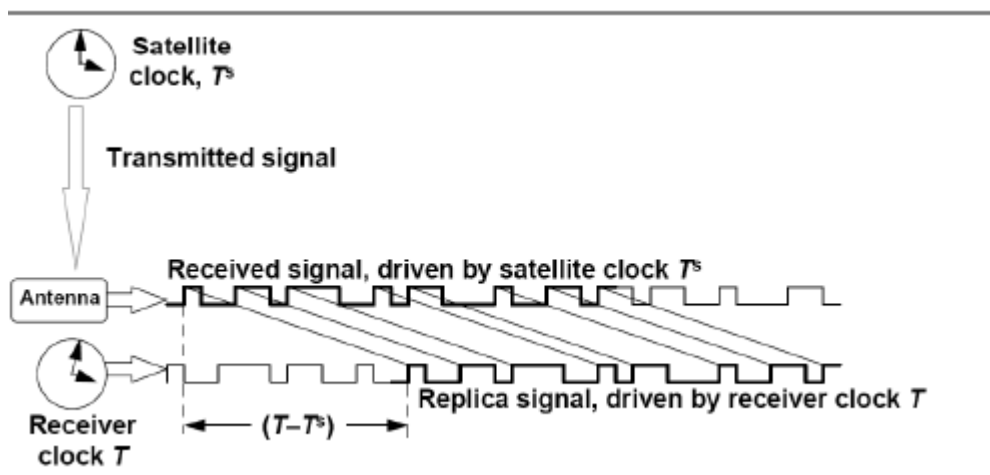 Satellite
clock, Tˢ
Transmitted signal
Received signal, driven by satellite clock Tˢ
Antenna
Replica signal, driven by receiver clock T
Receiver
clock T
(T–Tˢ)